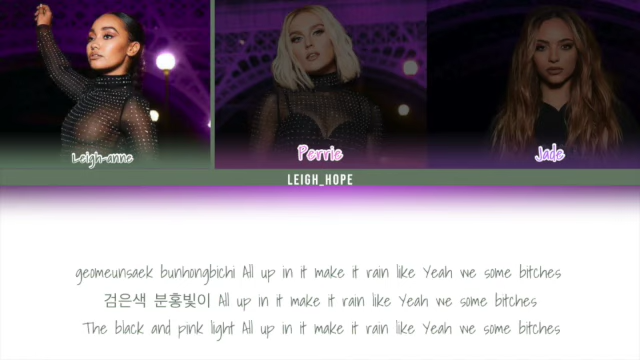 Leigh-anne
Perrie
Jade
LEIGH_HOPE
geomeunsaek bunhongbichi All up in it make it rain like Yeah we some bitches
검은색 분홍빛이 All up in it make it rain like Yeah we some bitches
The black and pink light All up in it make it rain like Yeah we some bitches